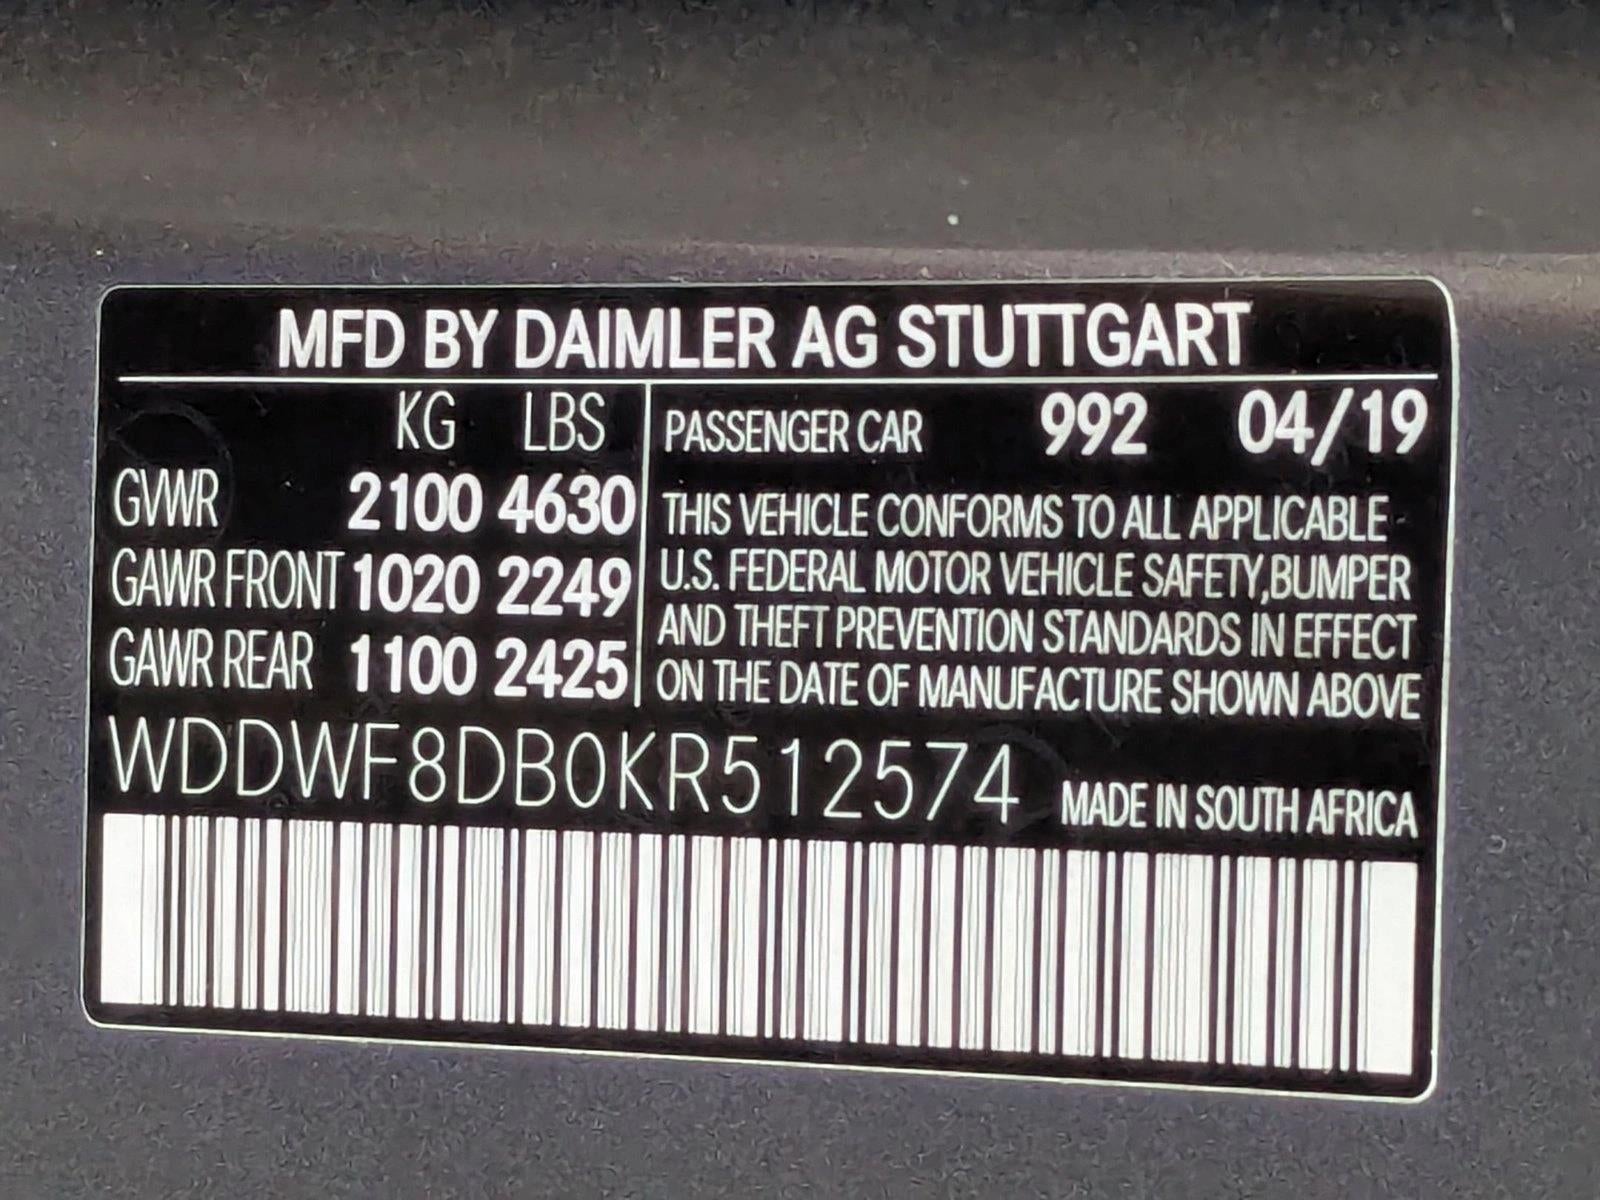 MFD BY DAIMLER AG STUTTGART
KG LBS
GVWR 2100 4630
GAWR FRONT 1020 2249
GAWR REAR 1100 2425
PASSENGER CAR 992 04/19
THIS VEHICLE CONFORMS TO ALL APPLICABLE
U.S. FEDERAL MOTOR VEHICLE SAFETY,BUMPER
AND THEFT PREVENTION STANDARDS IN EFFECT
ON THE DATE OF MANUFACTURE SHOWN ABOVE
WDDWF8DB0KR512574 MADE IN SOUTH AFRICA